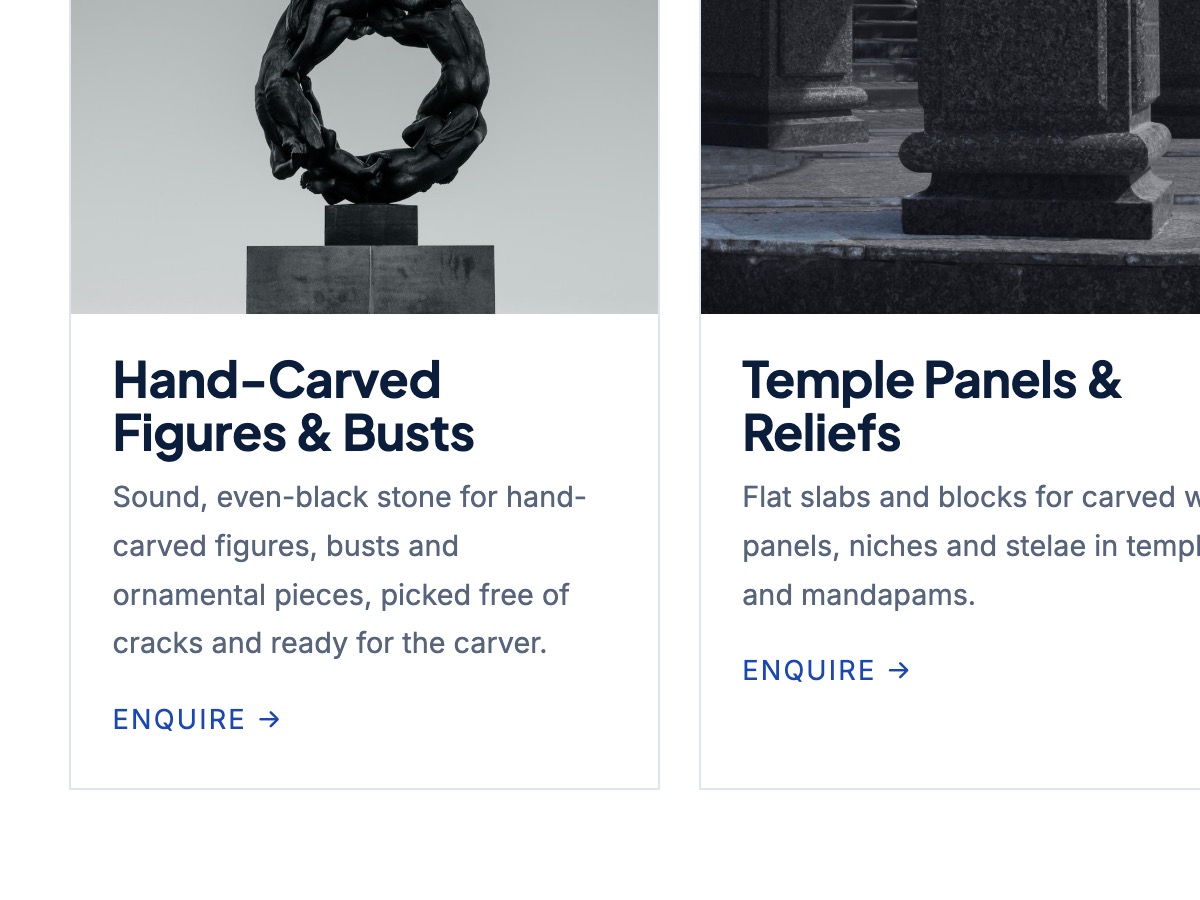 Hand-Carved
Figures & Busts
Sound, even-black stone for hand-
carved figures, busts and
ornamental pieces, picked free of
cracks and ready for the carver.
ENQUIRE →
Temple Panels &
Reliefs
Flat slabs and blocks for carved
panels, niches and stelae in
and mandapams.
ENQUIRE →